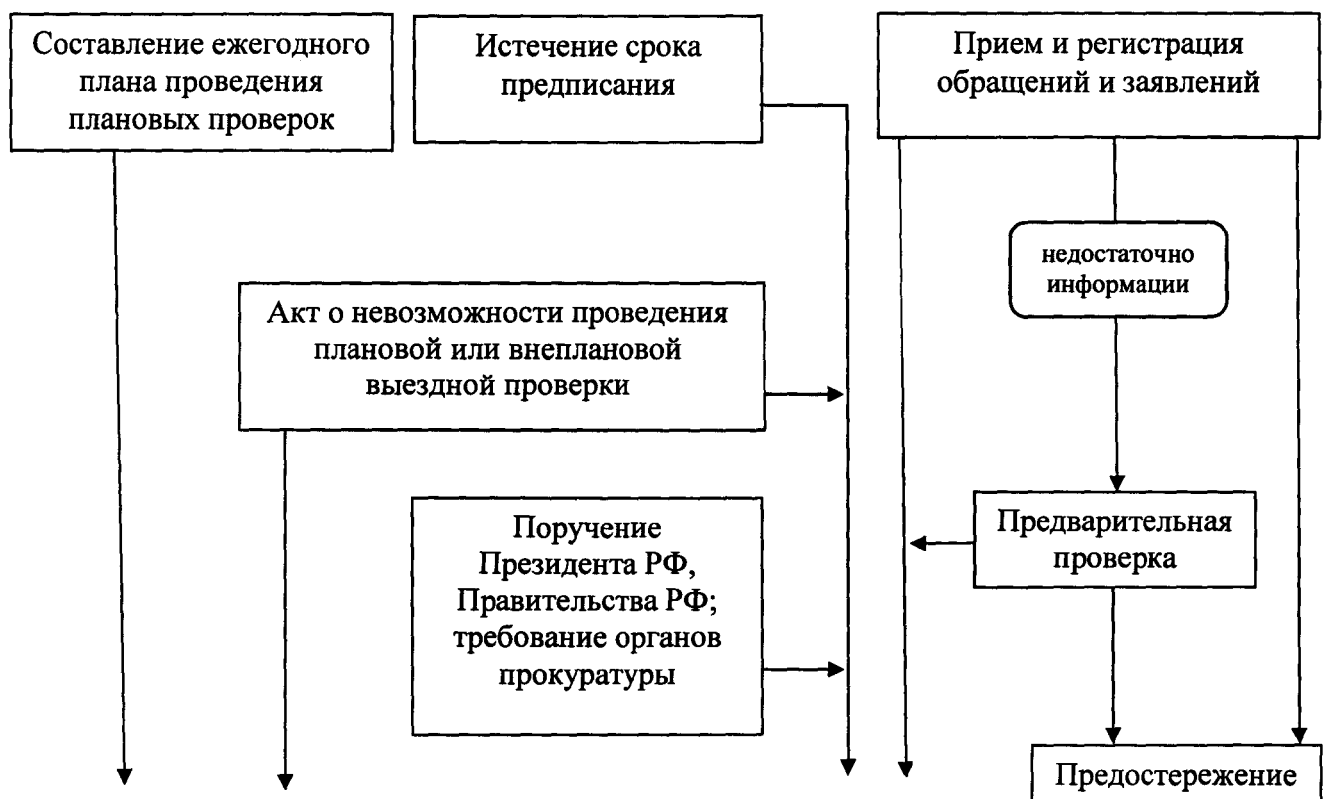 Составление ежегодного
плана проведения
плановых проверок
Истечение срока
предписания
Прием и регистрация
обращений и заявлений
недостаточно
информации
Акт о невозможности проведения
плановой или внеплановой
выездной проверки
Предварительная
проверка
Поручение
Президента РФ,
Правительства РФ;
требование органов
прокуратуры
Предостережение